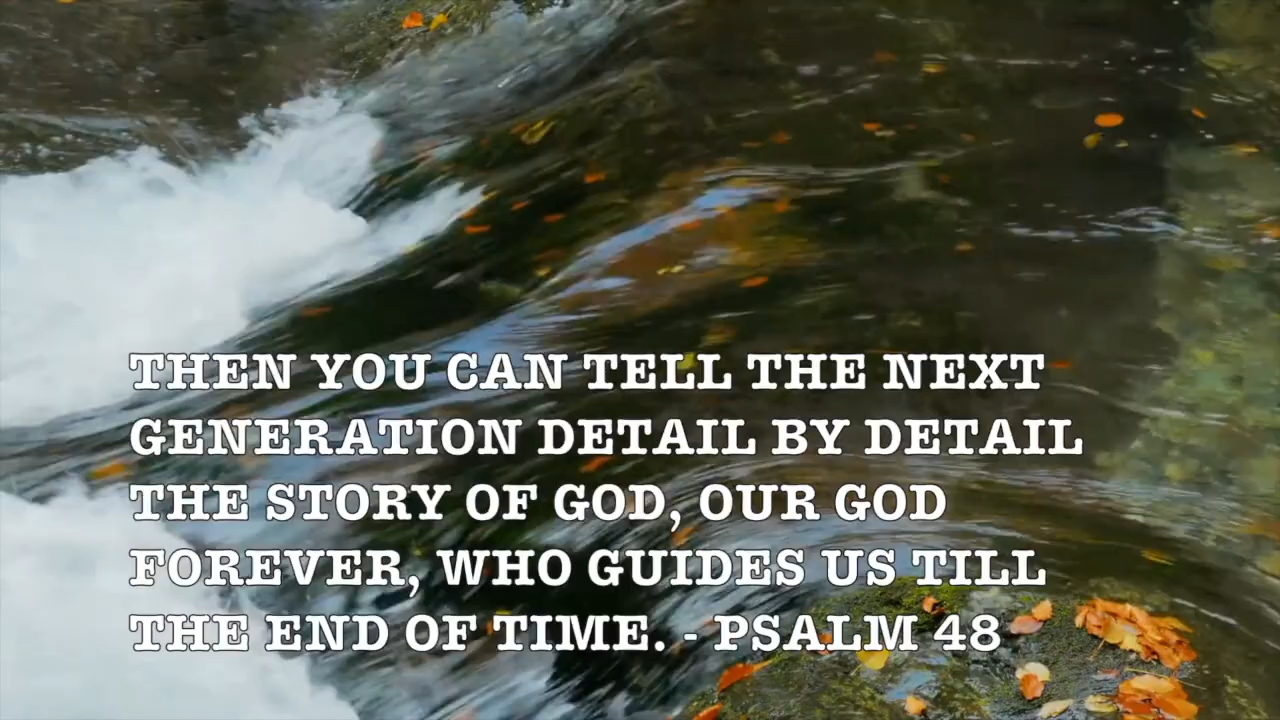 THEN YOU CAN TELL THE NEXT
GENERATION DETAIL BY DETAIL
THE STORY OF GOD, OUR GOD
FOREVER, WHO GUIDES US TILL
THE END OF TIME. - PSALM 48